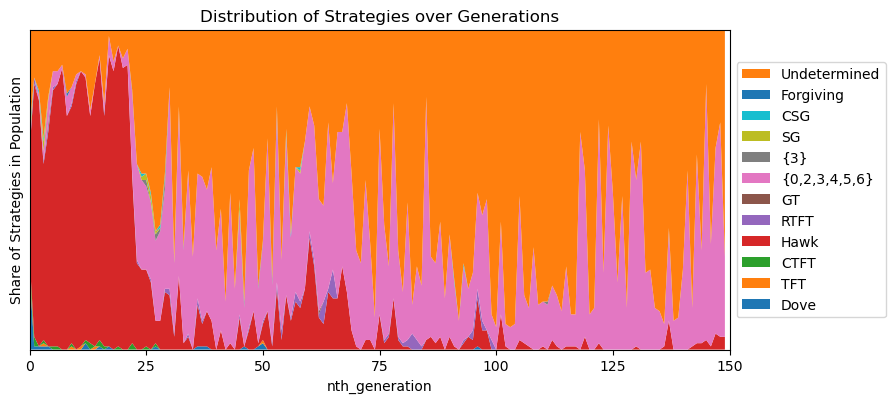 Distribution of Strategies over Generations
Share of Strategies in Population
0
25
50
75
100
125
150
nth_generation
Undetermined
Forgiving
CSG
SG
{3}
{0,2,3,4,5,6}
GT
RTFT
Hawk
CTFT
TFT
Dove